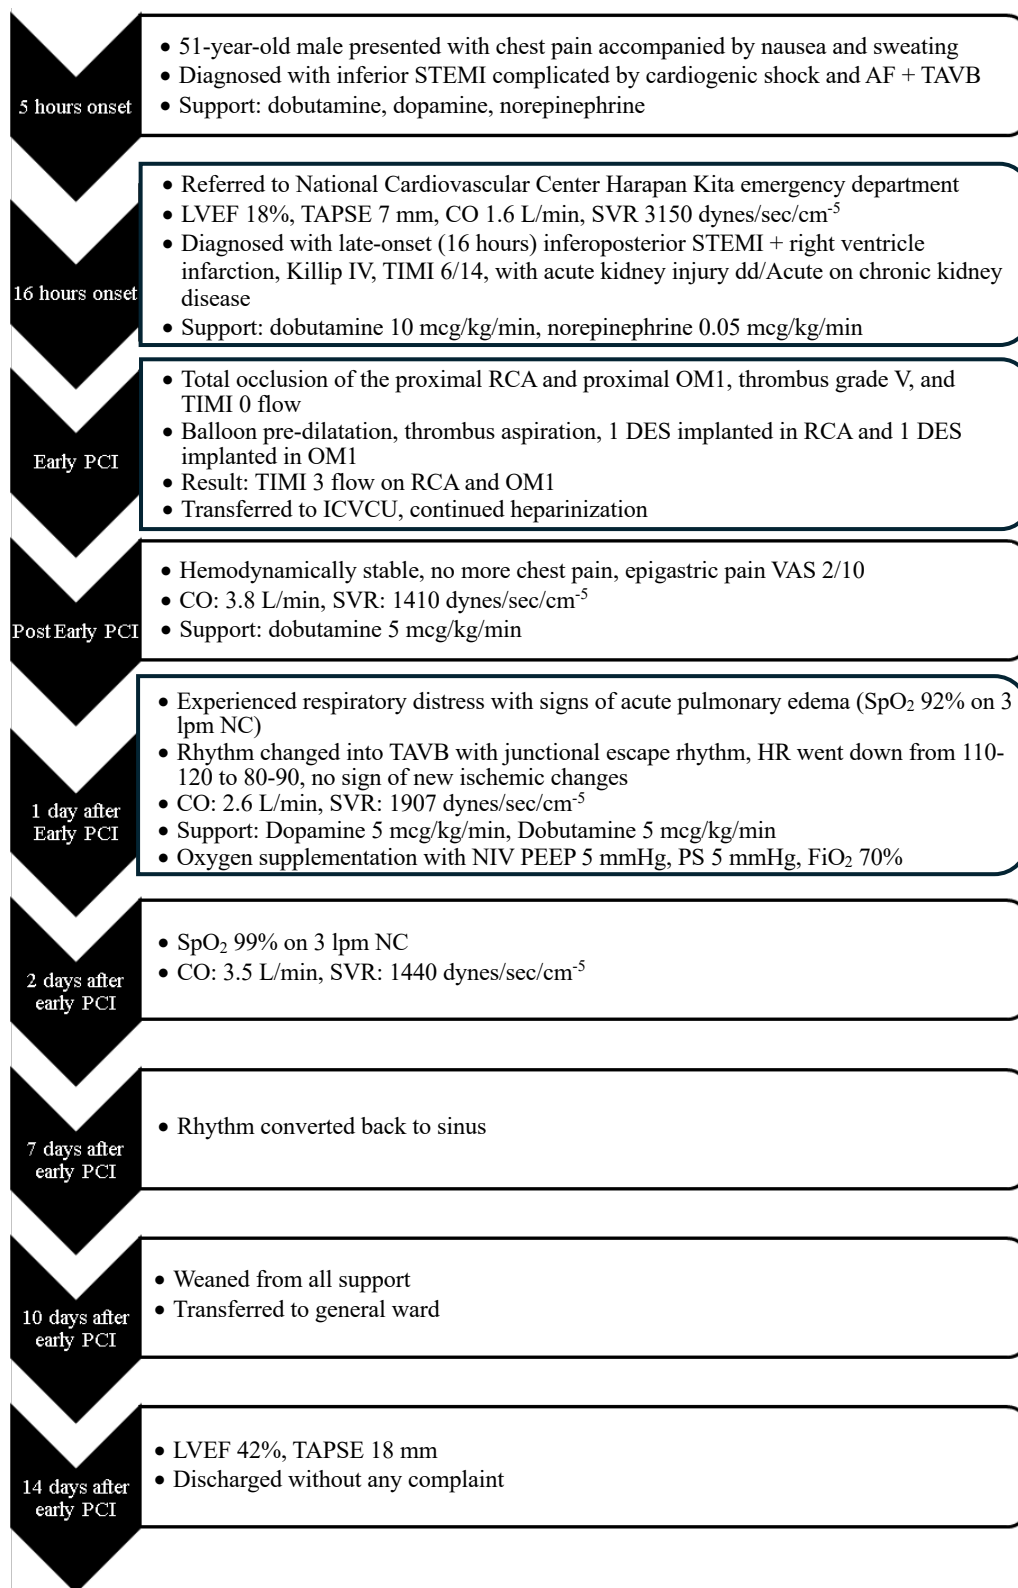 5 hours onset
• 51-year-old male presented with chest pain accompanied by nausea and sweating
• Diagnosed with inferior STEMI complicated by cardiogenic shock and AF + TAVB
• Support: dobutamine, dopamine, norepinephrine
16 hours onset
• Referred to National Cardiovascular Center Harapan Kita emergency department
• LVEF 18%, TAPSE 7 mm, CO 1.6 L/min, SVR 3150 dynes/sec/cm⁻⁵
• Diagnosed with late-onset (16 hours) inferoposterior STEMI + right ventricle
infarction, Killip IV, TIMI 6/14, with acute kidney injury dd/Acute on chronic kidney
disease
• Support: dobutamine 10 mcg/kg/min, norepinephrine 0.05 mcg/kg/min
Early PCI
• Total occlusion of the proximal RCA and proximal OM1, thrombus grade V, and
TIMI 0 flow
• Balloon pre-dilatation, thrombus aspiration, 1 DES implanted in RCA and 1 DES
implanted in OM1
• Result: TIMI 3 flow on RCA and OM1
• Transferred to ICVCU, continued heparinization
Post Early PCI
• Hemodynamically stable, no more chest pain, epigastric pain VAS 2/10
• CO: 3.8 L/min, SVR: 1410 dynes/sec/cm⁻⁵
• Support: dobutamine 5 mcg/kg/min
1 day after
Early PCI
• Experienced respiratory distress with signs of acute pulmonary edema (SpO₂ 92% on 3
lpm NC)
• Rhythm changed into TAVB with junctional escape rhythm, HR went down from 110-
120 to 80-90, no sign of new ischemic changes
• CO: 2.6 L/min, SVR: 1907 dynes/sec/cm⁻⁵
• Support: Dopamine 5 mcg/kg/min, Dobutamine 5 mcg/kg/min
• Oxygen supplementation with NIV PEEP 5 mmHg, PS 5 mmHg, FiO₂ 70%
2 days after
early PCI
• SpO₂ 99% on 3 lpm NC
• CO: 3.5 L/min, SVR: 1440 dynes/sec/cm⁻⁵
7 days after
early PCI
• Rhythm converted back to sinus
10 days after
early PCI
• Weaned from all support
• Transferred to general ward
14 days after
early PCI
• LVEF 42%, TAPSE 18 mm
• Discharged without any complaint